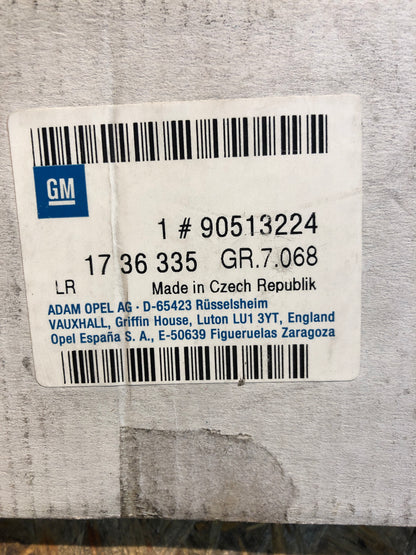 GM
1 # 90513224
17 36 335 GR.7.068
LR Made in Czech Republik
ADAM OPEL AG · D-65423 Rüsselsheim
VAUXHALL, Griffin House, Luton LU1 3YT, England
Opel España S. A., E-50639 Figueruelas Zaragoza